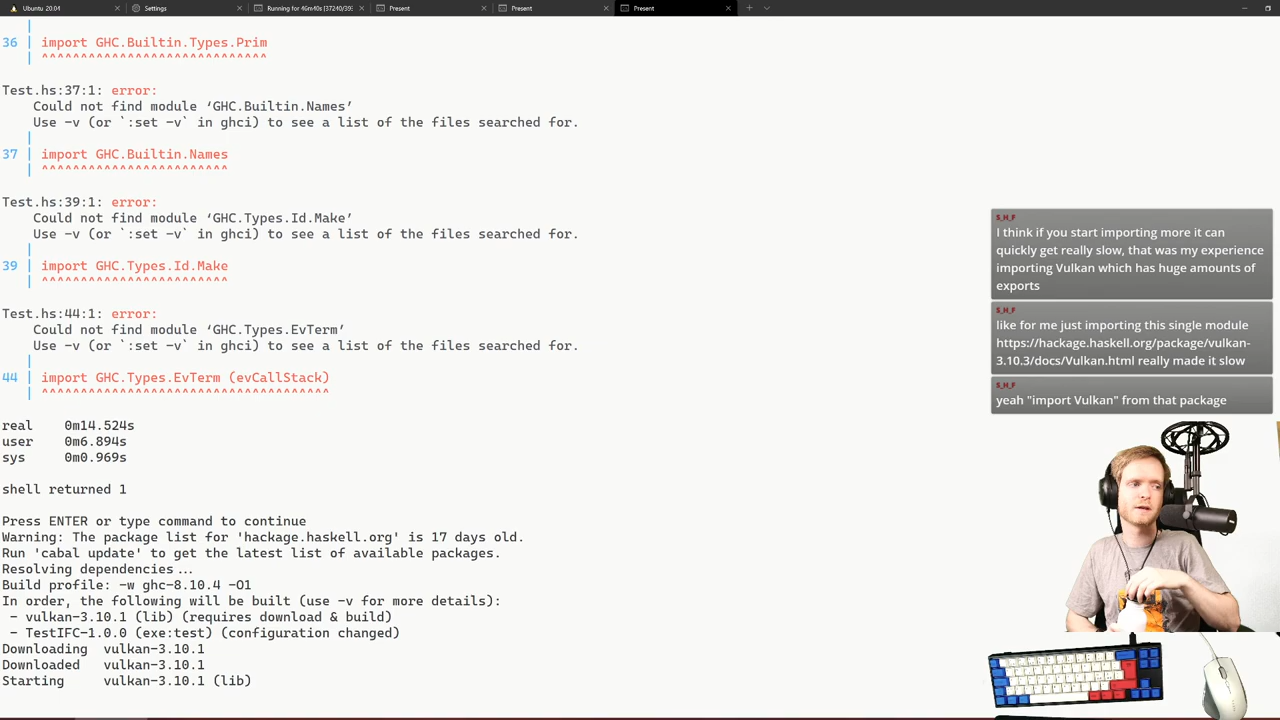 Ubuntu 20.04
Settings
Running for 46m40s [37240/393
Present
Present
Present
36 | import GHC.Builtin.Types.Prim
| ^^^^^^^^^^^^^^^^^^^^^^^^^^^^^
Test.hs:37:1: error:
Could not find module ‘GHC.Builtin.Names’
Use -v (or `:set -v` in ghci) to see a list of the files searched for.
|
37 | import GHC.Builtin.Names
| ^^^^^^^^^^^^^^^^^^^^^^^^
Test.hs:39:1: error:
Could not find module ‘GHC.Types.Id.Make’
Use -v (or `:set -v` in ghci) to see a list of the files searched for.
|
39 | import GHC.Types.Id.Make
| ^^^^^^^^^^^^^^^^^^^^^^^^
Test.hs:44:1: error:
Could not find module ‘GHC.Types.EvTerm’
Use -v (or `:set -v` in ghci) to see a list of the files searched for.
|
44 | import GHC.Types.EvTerm (evCallStack)
| ^^^^^^^^^^^^^^^^^^^^^^^^^^^^^^^^^^^^^
real 0m14.524s
user 0m6.894s
sys 0m0.969s
shell returned 1
Press ENTER or type command to continue
Warning: The package list for 'hackage.haskell.org' is 17 days old.
Run 'cabal update' to get the latest list of available packages.
Resolving dependencies...
Build profile: -w ghc-8.10.4 -O1
In order, the following will be built (use -v for more details):
- vulkan-3.10.1 (lib) (requires download & build)
- TestIFC-1.0.0 (exe:test) (configuration changed)
Downloading vulkan-3.10.1
Downloaded vulkan-3.10.1
Starting vulkan-3.10.1 (lib)
S_H_F
I think if you start importing more it can
quickly get really slow, that was my experience
importing Vulkan which has huge amounts of
exports
S_H_F
like for me just importing this single module
https://hackage.haskell.org/package/vulkan-
3.10.3/docs/Vulkan.html really made it slow
S_H_F
yeah "import Vulkan" from that package